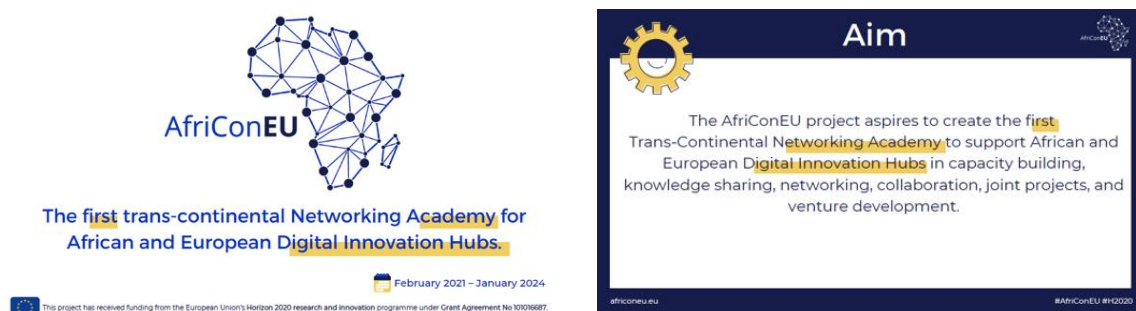 AfriConEU
The first trans-continental Networking Academy for
African and European Digital Innovation Hubs.
February 2021 – January 2024
This project has received funding from the European Union's Horizon 2020 research and innovation programme under Grant Agreement No 101016687.
Aim
AfriConEU
The AfriConEU project aspires to create the first
Trans-Continental Networking Academy to support African and
European Digital Innovation Hubs in capacity building,
knowledge sharing, networking, collaboration, joint projects, and
venture development.
africoneu.eu
#AfriConEU #H2020